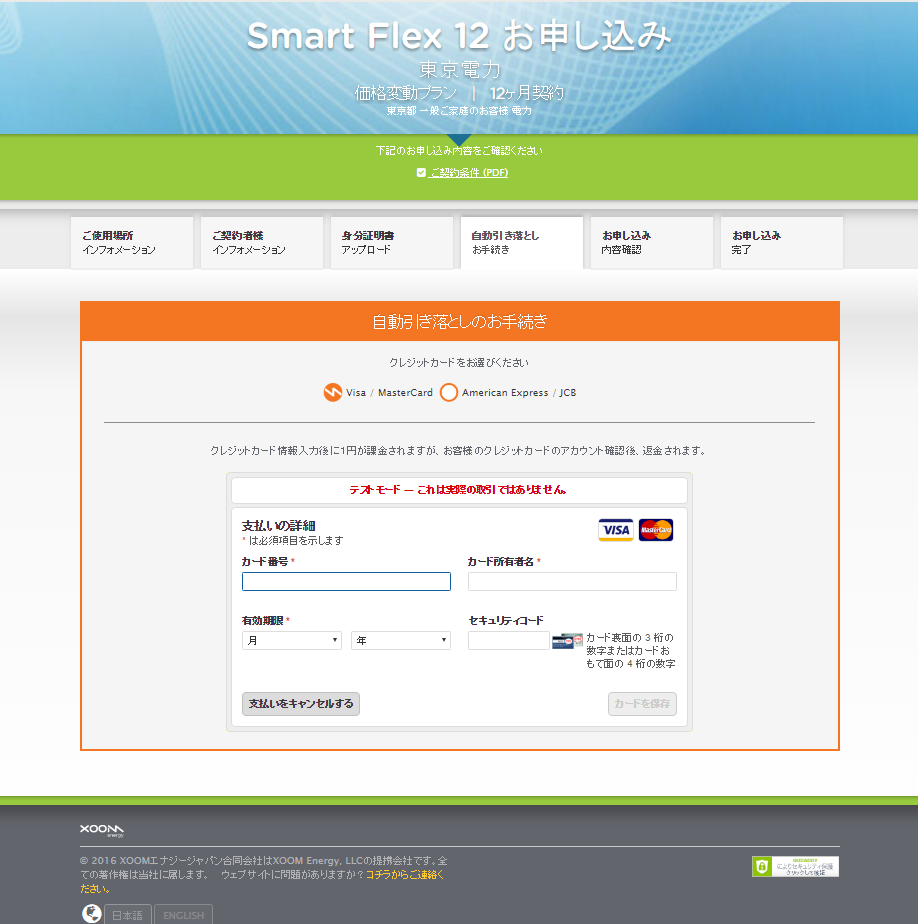 Smart Flex 12 お申し込み
東京電力
価格変動プラン | 12ヶ月契約
東京都 一般ご家庭のお客様 電力
下記のお申し込み内容をご確認ください
ご契約条件 (PDF)
ご使用場所
インフォメーション
ご契約者様
インフォメーション
身分証明書
アップロード
自動引き落とし
お手続き
お申し込み
内容確認
お申し込み
完了
自動引き落としのお手続き
クレジットカードをお選びください
Visa / MasterCard
American Express / JCB
クレジットカード情報入力後に1円が課金されますが、お客様のクレジットカードのアカウント確認後、返金されます。
テストモード — これは実際の取引ではありません。
支払いの詳細
* は必須項目を示します
VISA
MasterCard
カード番号 *
カード所有者名 *
有効期限 *
セキュリティコード
月
年
カード裏面の 3 桁の
数字またはカードお
もて面の 4 桁の数字
支払いをキャンセルする
カードを保存
XOOM
energy
© 2016 XOOMエナジージャパン合同会社はXOOM Energy, LLCの提携会社です。全
ての著作権は当社に属します。 ウェブサイトに問題がありますか？コチラからご連絡く
ださい。
によりセキュリティ保護
クリックして検証
日本語
ENGLISH